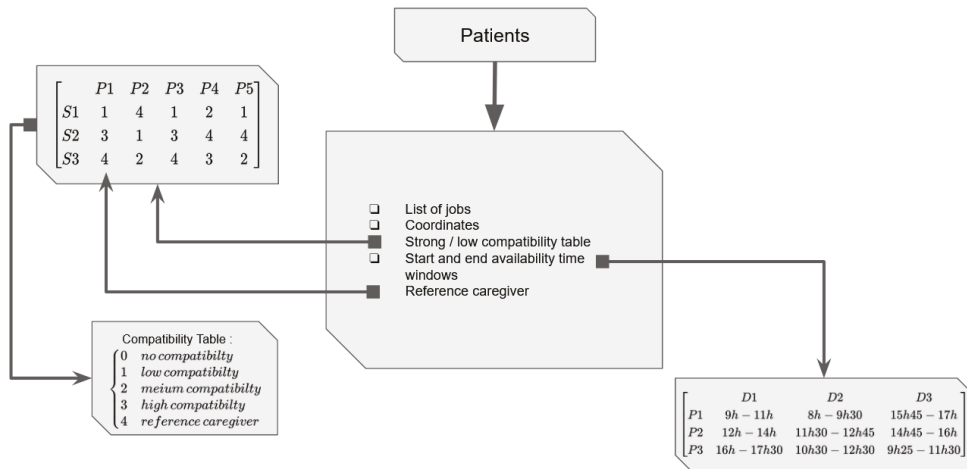 Patients
P1 P2 P3 P4 P5
S1 1 4 1 2 1
S2 3 1 3 4 4
S3 4 2 4 3 2
❏ List of jobs
❏ Coordinates
Strong / low compatibility table
❏ Start and end availability time
windows
Reference caregiver
Compatibility Table :
0 no compatibilty
1 low compatibilty
2 meium compatibilty
3 high compatibilty
4 reference caregiver
D1 D2 D3
P1 9h − 11h 8h − 9h30 15h45 − 17h
P2 12h − 14h 11h30 − 12h45 14h45 − 16h
P3 16h − 17h30 10h30 − 12h30 9h25 − 11h30